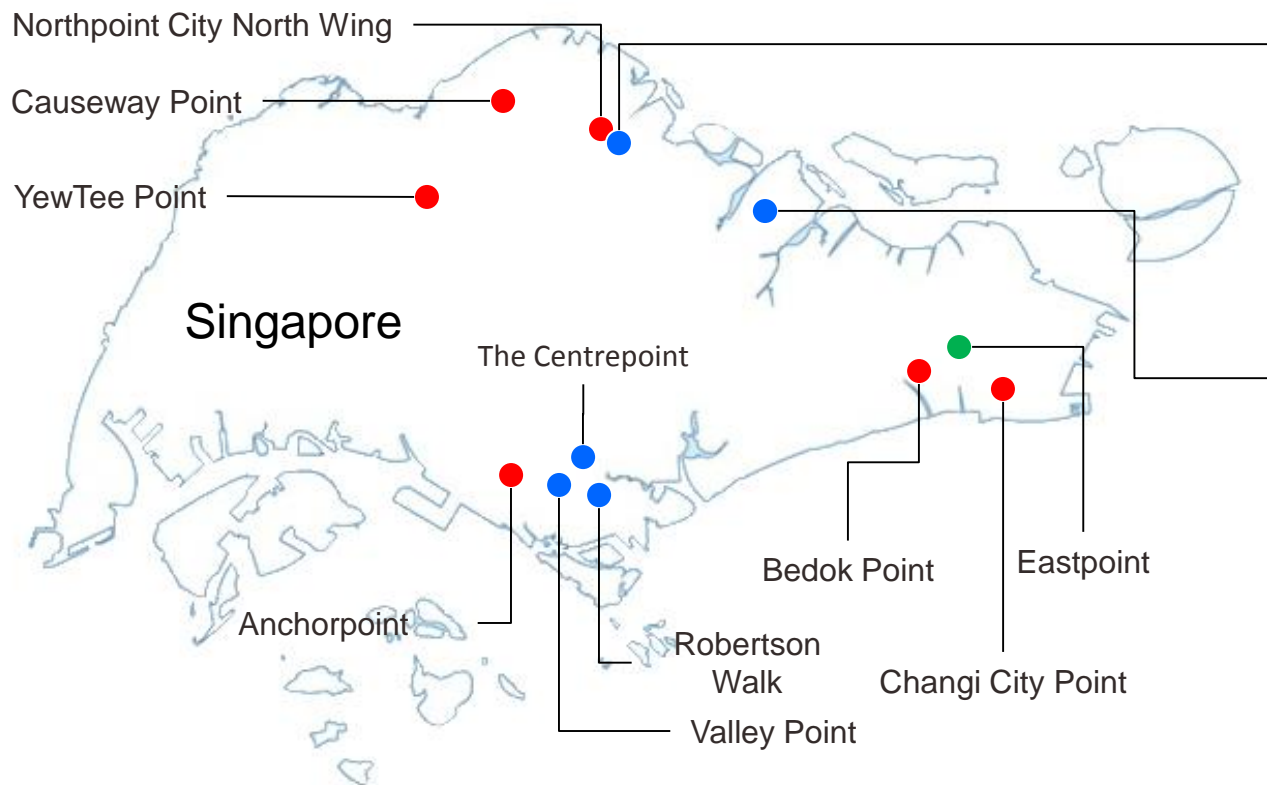 Northpoint City North Wing
Causeway Point
YewTee Point
Singapore
The Centrepoint
Bedok Point
Eastpoint
Anchorpoint
Robertson
Walk
Changi City Point
Valley Point